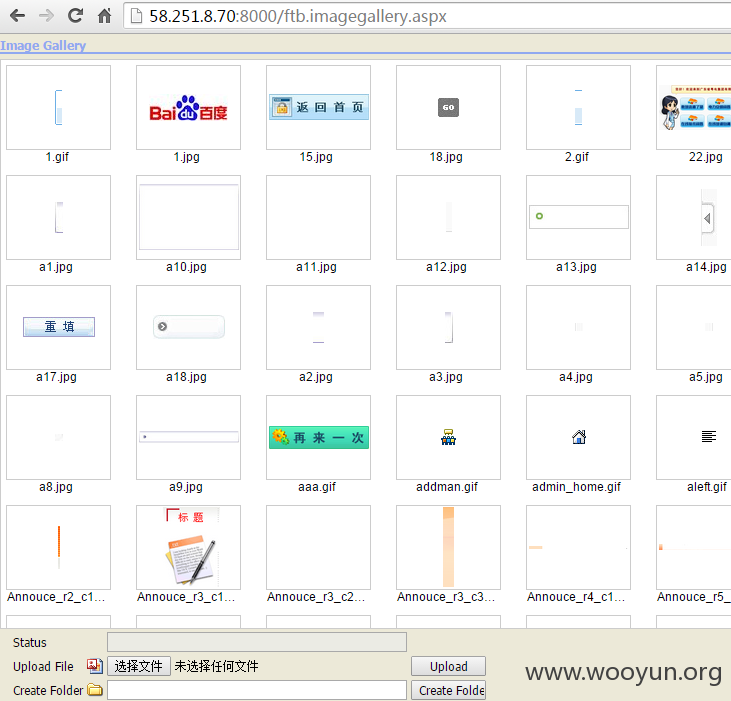 58.251.8.70:8000/ftb.imagegallery.aspx
Image Gallery
Bai du 百度
返回首页
GO
1.gif
1.jpg
15.jpg
18.jpg
2.gif
22.jpg
a1.jpg
a10.jpg
a11.jpg
a12.jpg
a13.jpg
a14.jpg
重填
a17.jpg
a18.jpg
a2.jpg
a3.jpg
a4.jpg
a5.jpg
再来一次
a8.jpg
a9.jpg
aaa.gif
addman.gif
admin_home.gif
aleft.gif
标题
Annouce_r2_c1...
Annouce_r3_c1...
Annouce_r3_c2...
Annouce_r3_c3...
Annouce_r4_c1...
Annouce_r5_
Status
Upload File 选择文件 未选择任何文件 Upload
Create Folder Create Folde
www.wooyun.org